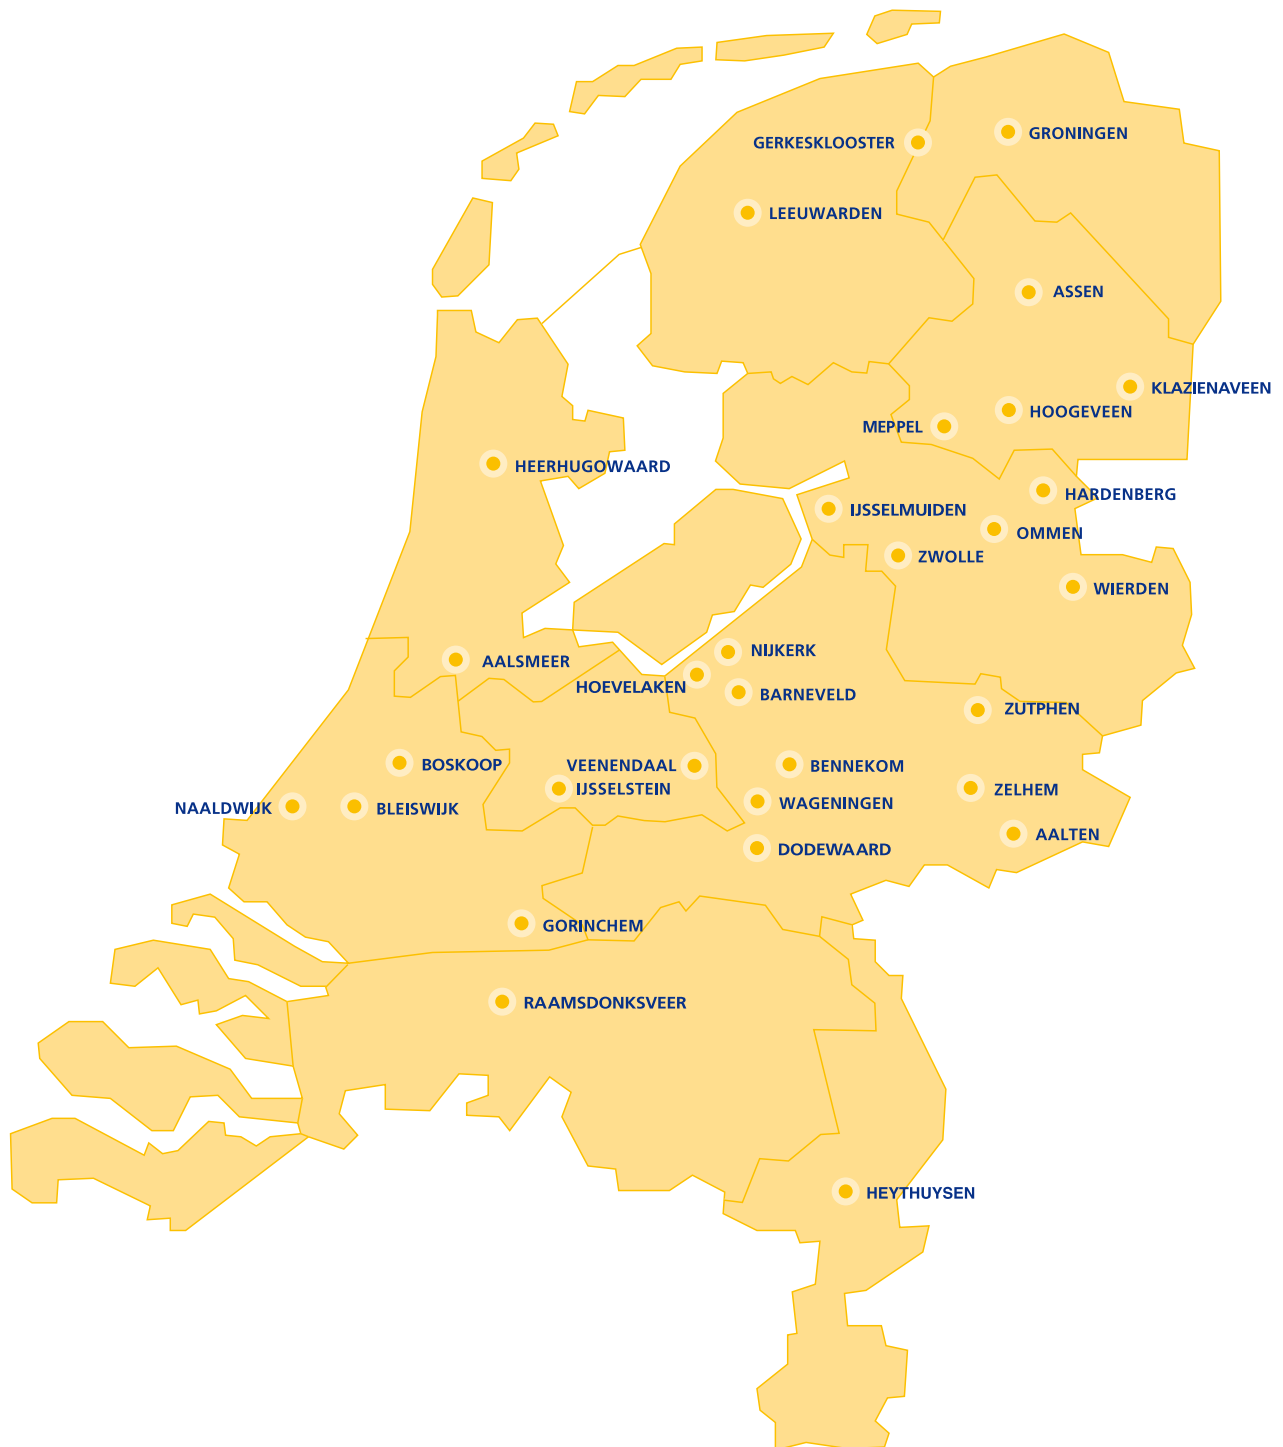 GRONINGEN
GERKESKLOOSTER
LEEUWARDEN
ASSEN
KLAZIENAVEEN
HOOGEVEEN
MEPPEL
HEERHUGOWAARD
HARDENBERG
IJSSELMUIDEN
OMMEN
ZWOLLE
WIERDEN
NIJKERK
AALSMEER
HOEVELAKEN
BARNEVELD
ZUTPHEN
BOSKOOP
VEENENDAAL
BENNEKOM
IJSSELSTEIN
ZELHEM
WAGENINGEN
NAALDWIJK
BLEISWIJK
AALTEN
DODEWAARD
GORINCHEM
RAAMSDONKSVEER
HEYTHUYSEN